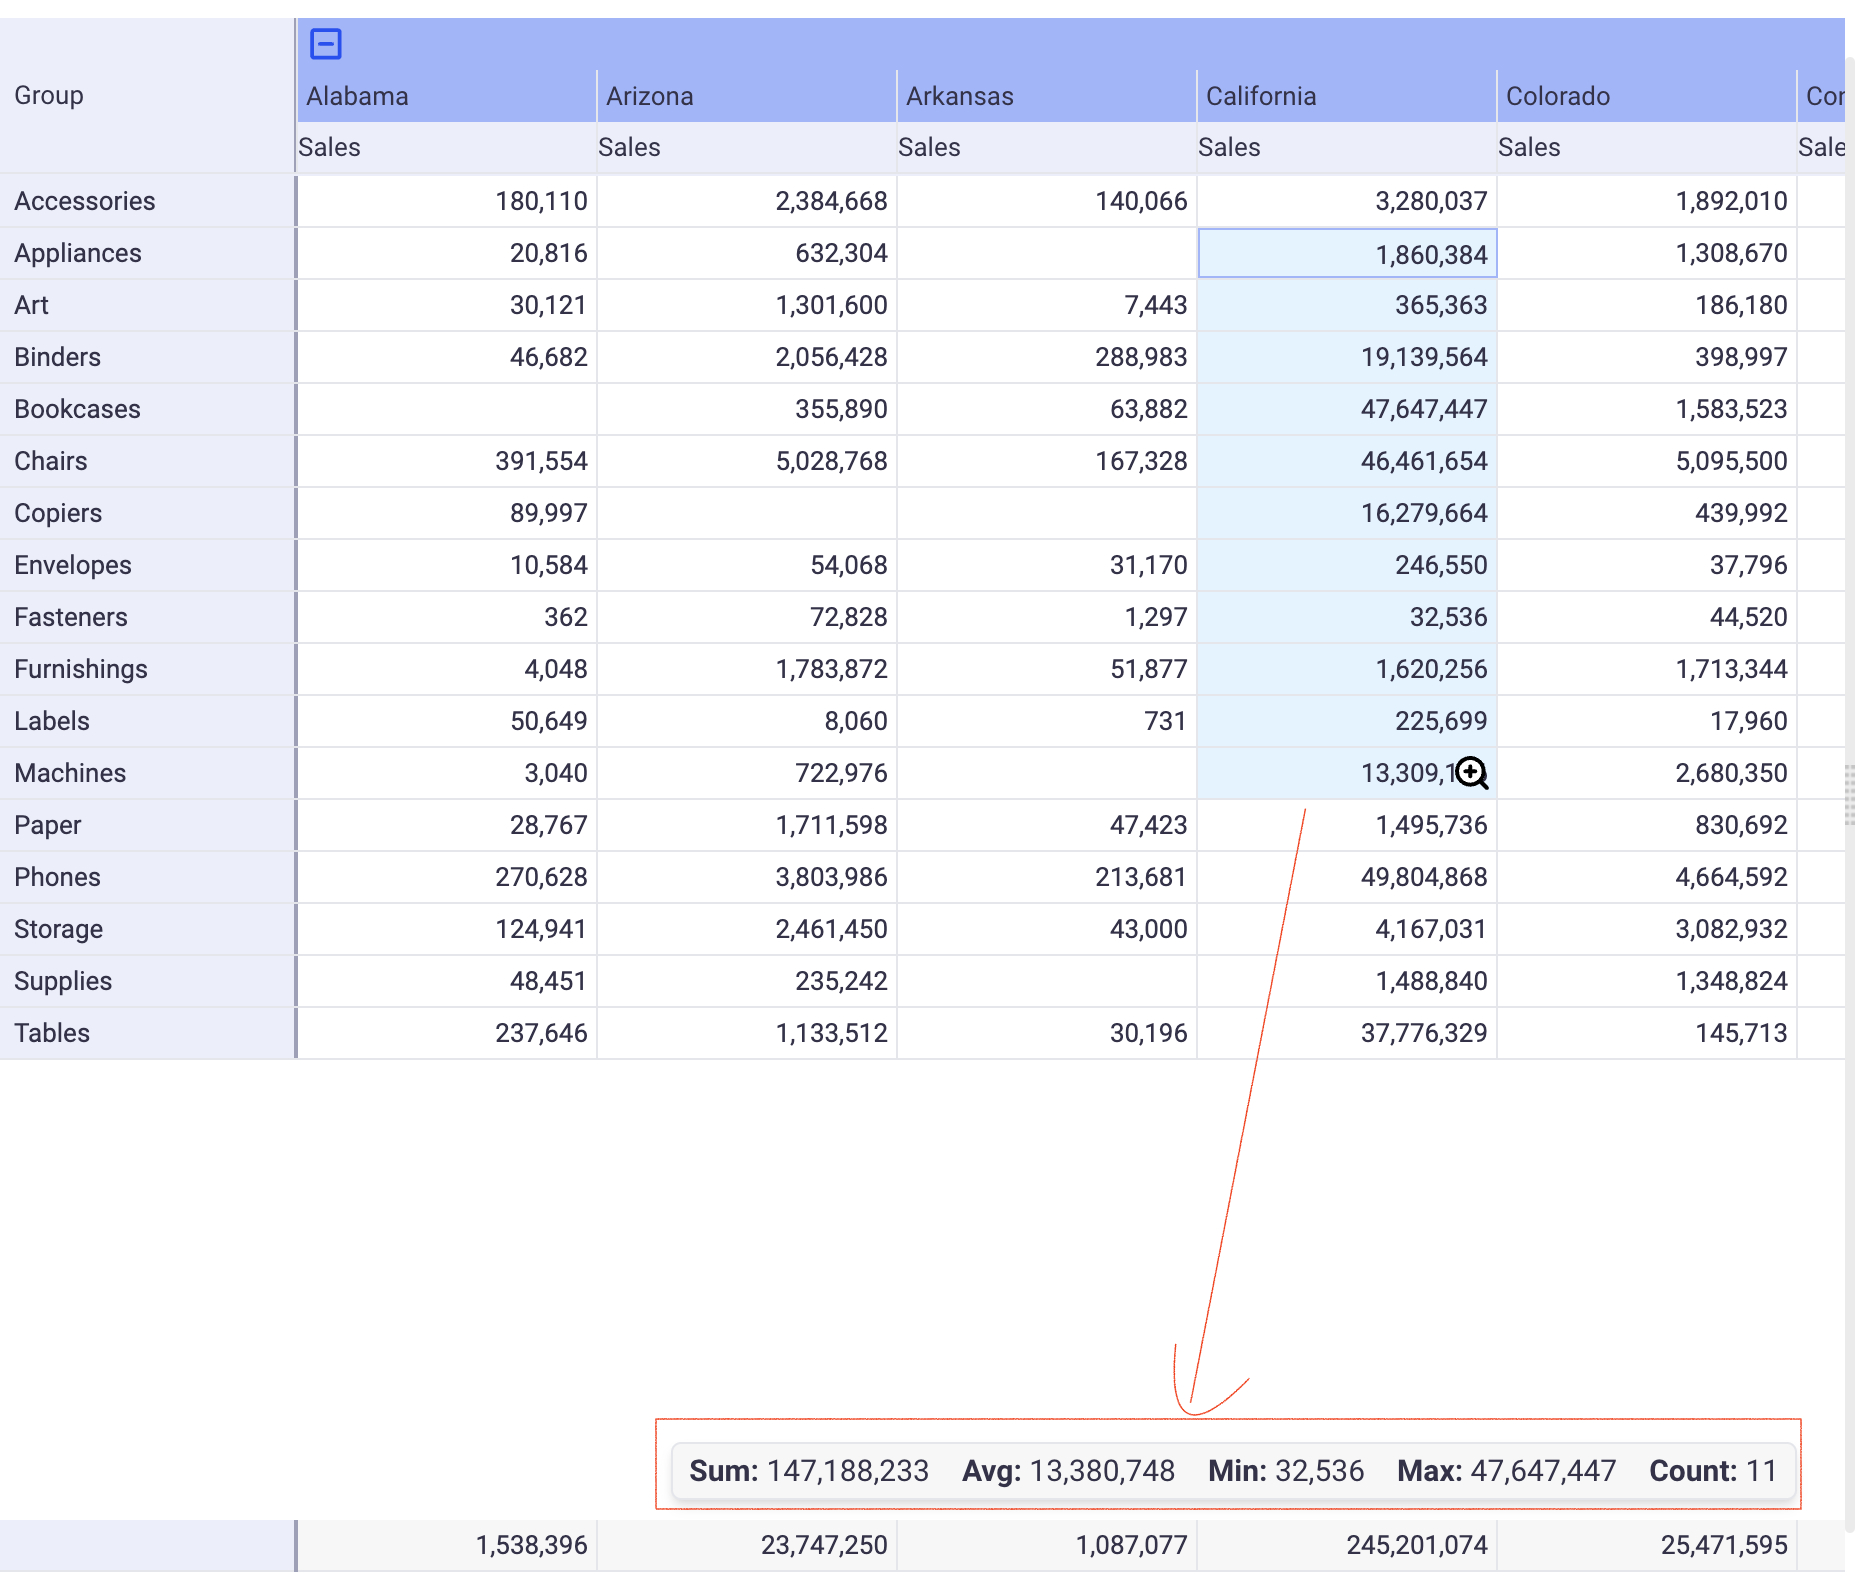 Group
Alabama Arizona Arkansas California Colorado Cor
Sales Sales Sales Sales Sales Sale
Accessories 180,110 2,384,668 140,066 3,280,037 1,892,010
Appliances 20,816 632,304 1,860,384 1,308,670
Art 30,121 1,301,600 7,443 365,363 186,180
Binders 46,682 2,056,428 288,983 19,139,564 398,997
Bookcases 355,890 63,882 47,647,447 1,583,523
Chairs 391,554 5,028,768 167,328 46,461,654 5,095,500
Copiers 89,997 16,279,664 439,992
Envelopes 10,584 54,068 31,170 246,550 37,796
Fasteners 362 72,828 1,297 32,536 44,520
Furnishings 4,048 1,783,872 51,877 1,620,256 1,713,344
Labels 50,649 8,060 731 225,699 17,960
Machines 3,040 722,976 13,309,1 2,680,350
Paper 28,767 1,711,598 47,423 1,495,736 830,692
Phones 270,628 3,803,986 213,681 49,804,868 4,664,592
Storage 124,941 2,461,450 43,000 4,167,031 3,082,932
Supplies 48,451 235,242 1,488,840 1,348,824
Tables 237,646 1,133,512 30,196 37,776,329 145,713
Sum: 147,188,233 Avg: 13,380,748 Min: 32,536 Max: 47,647,447 Count: 11
1,538,396 23,747,250 1,087,077 245,201,074 25,471,595